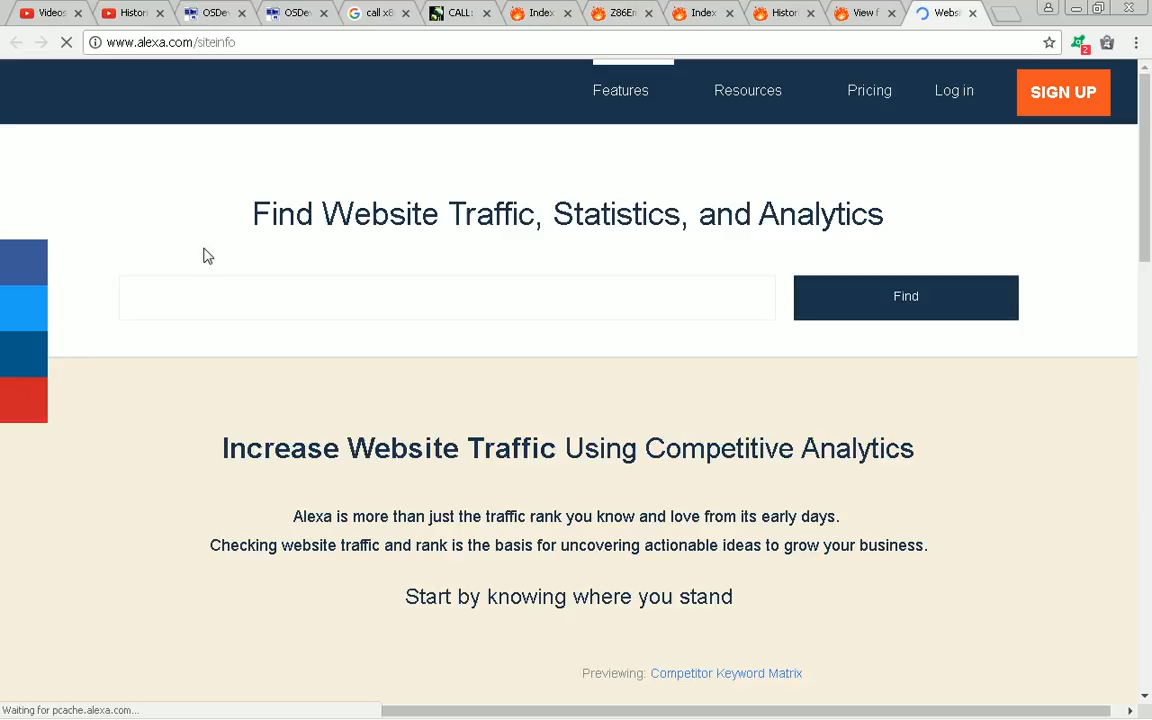 Videos
Histori
OSDev
OSDev
call x86
CALL:
Index
Z86Em
Index
Histor
View f
Websi
www.alexa.com/siteinfo
2
Features
Resources
Pricing
Log in
SIGN UP
Find Website Traffic, Statistics, and Analytics
Find
Increase Website Traffic Using Competitive Analytics
Alexa is more than just the traffic rank you know and love from its early days.
Checking website traffic and rank is the basis for uncovering actionable ideas to grow your business.
Start by knowing where you stand
Previewing: Competitor Keyword Matrix
Waiting for pcache.alexa.com...